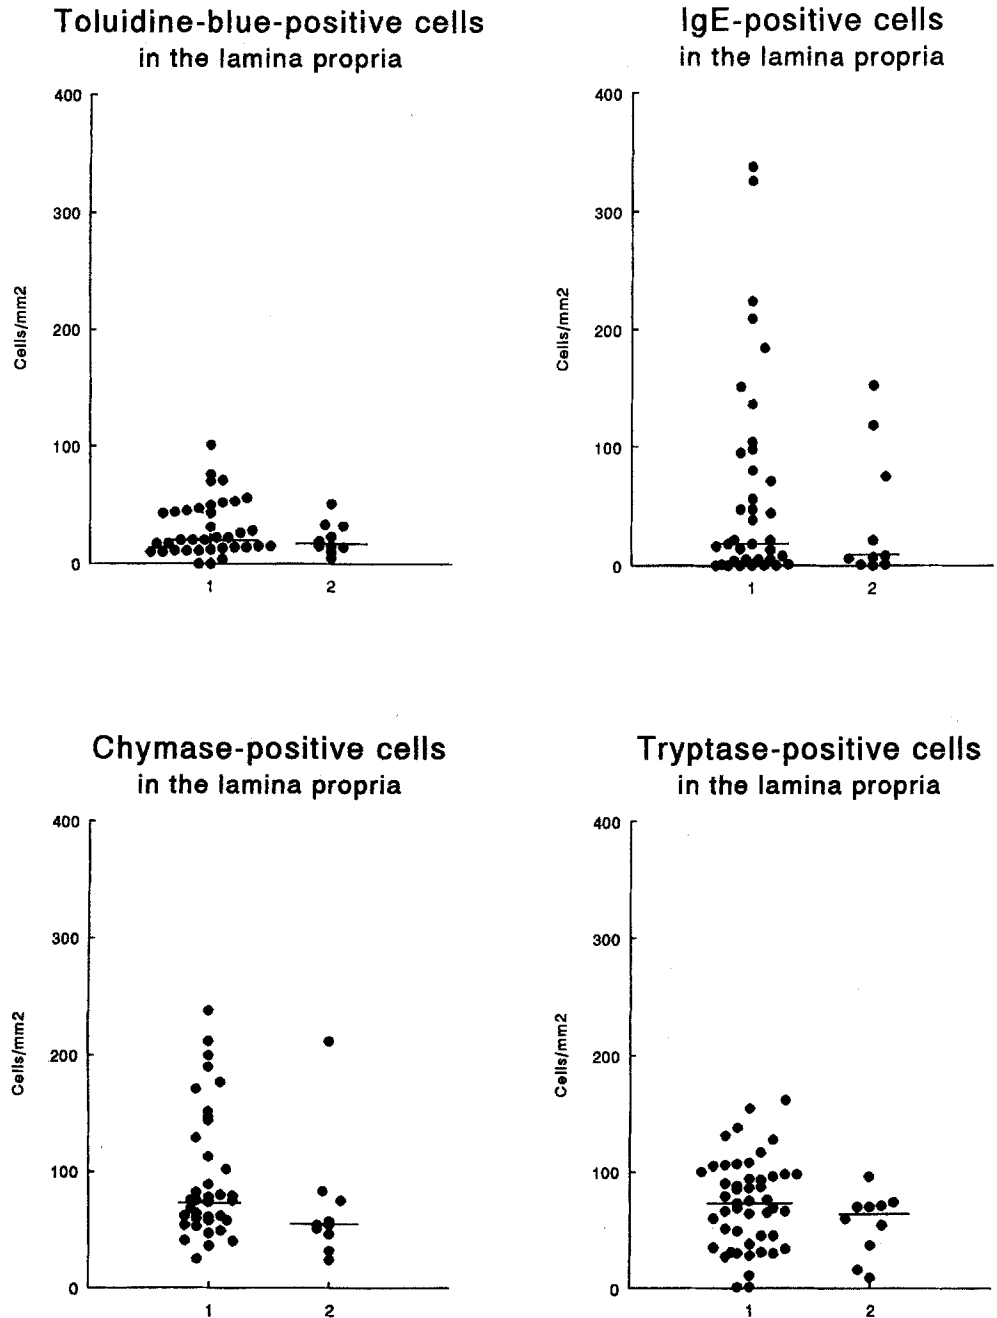 Toluidine-blue-positive cells
in the lamina propria
400
300
200
100
0
Cells/mm2
1 2
IgE-positive cells
in the lamina propria
400
300
200
100
0
Cells/mm2
1 2
Chymase-positive cells
in the lamina propria
400
300
200
100
0
Cells/mm2
1 2
Tryptase-positive cells
in the lamina propria
400
300
200
100
0
Cells/mm2
1 2